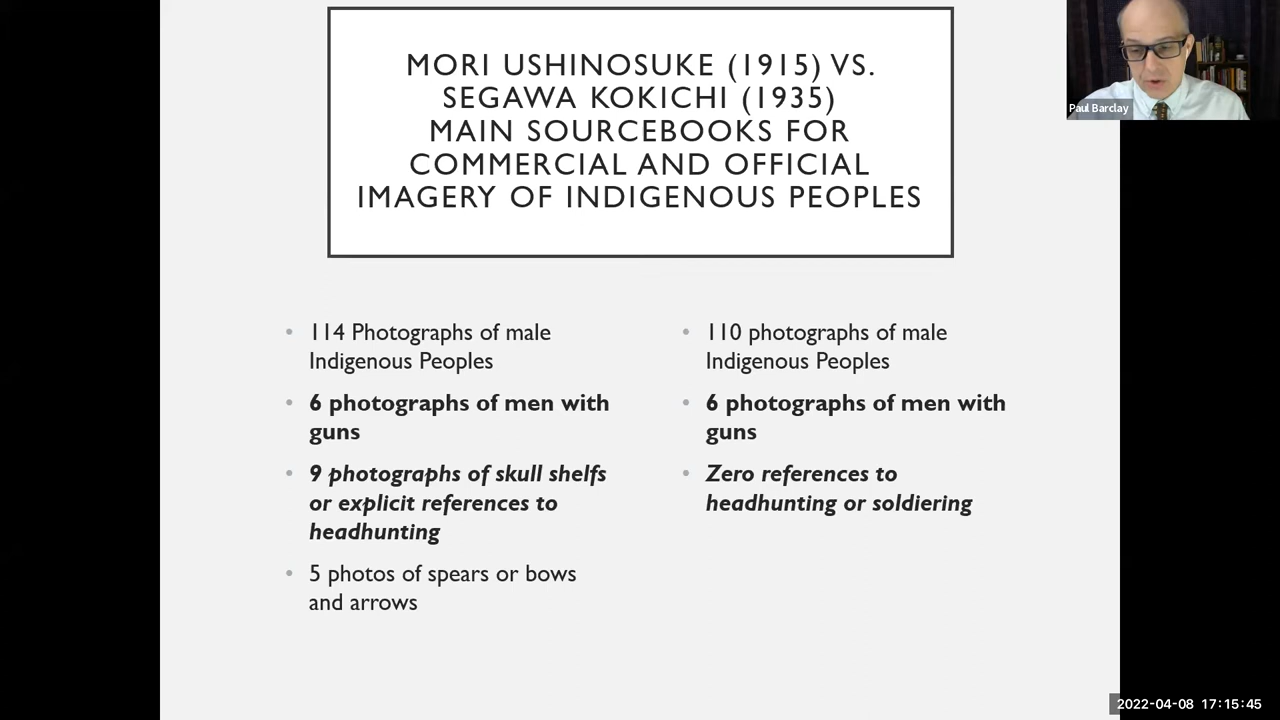 MORI USHINOSUKE (1915) VS.
SEGAWA KOKICHI (1935)
MAIN SOURCEBOOKS FOR
COMMERCIAL AND OFFICIAL
IMAGERY OF INDIGENOUS PEOPLES
Paul Barclay
• 114 Photographs of male
Indigenous Peoples
• 6 photographs of men with
guns
• 9 photographs of skull shelfs
or explicit references to
headhunting
• 5 photos of spears or bows
and arrows
• 110 photographs of male
Indigenous Peoples
• 6 photographs of men with
guns
• Zero references to
headhunting or soldiering
2022-04-08 17:15:45